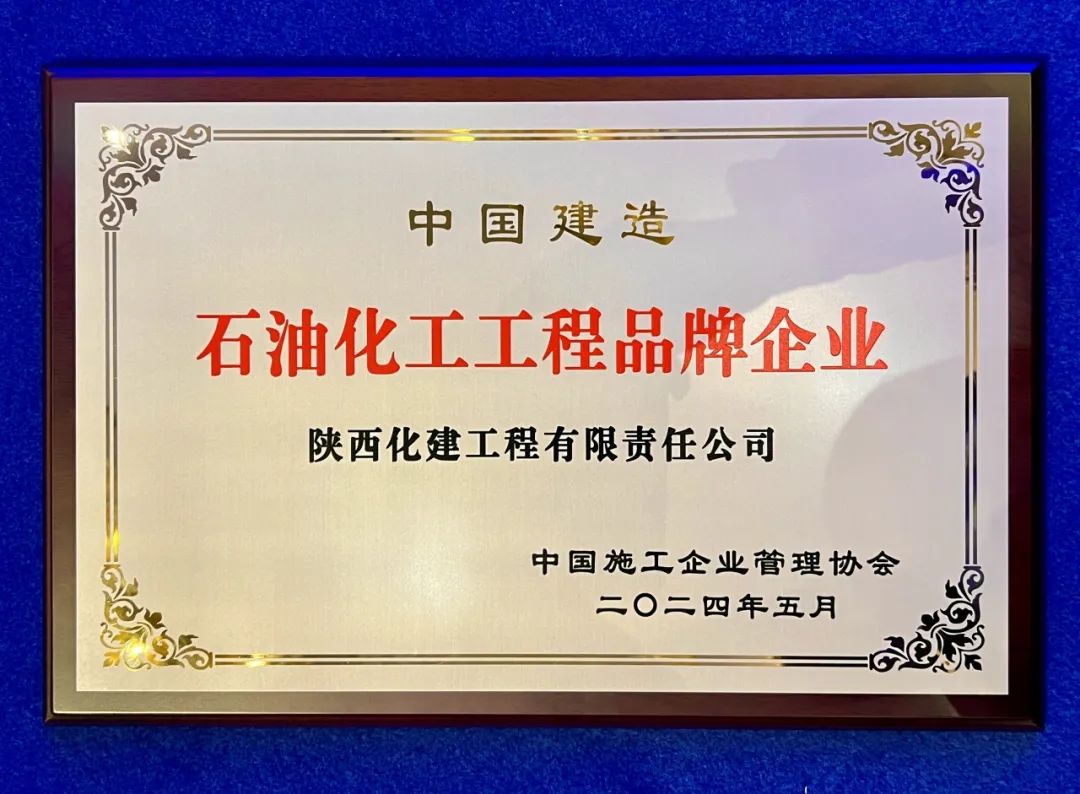 中国建造
石油化工工程品牌企业
陕西化建工程有限责任公司
中国施工企业管理协会
二〇二四年五月